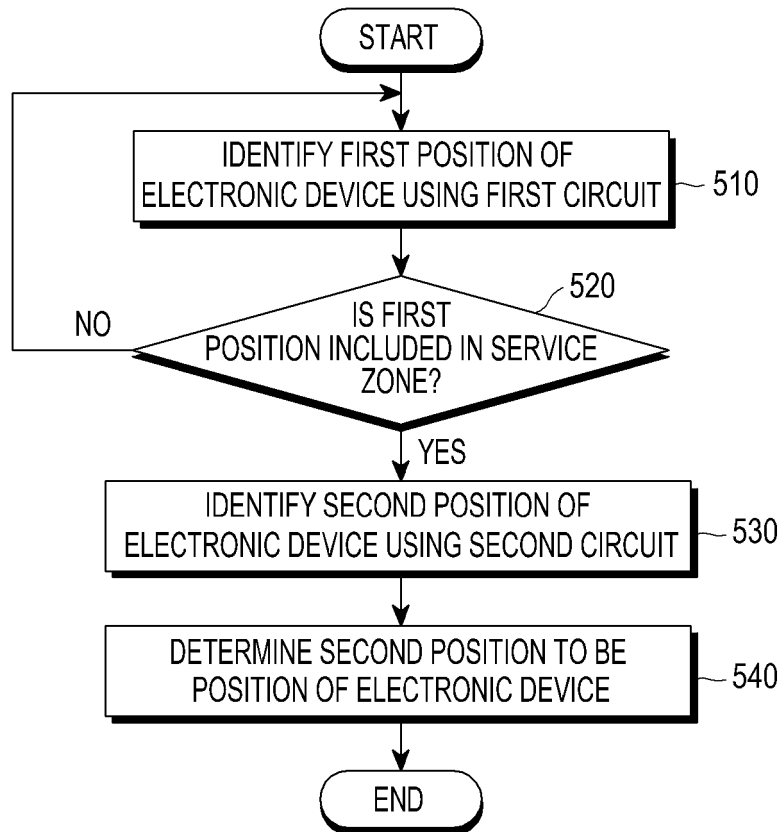 START
IDENTIFY FIRST POSITION OF
ELECTRONIC DEVICE USING FIRST CIRCUIT
510
520
IS FIRST
POSITION INCLUDED IN SERVICE
ZONE?
NO
YES
IDENTIFY SECOND POSITION OF
ELECTRONIC DEVICE USING SECOND CIRCUIT
530
DETERMINE SECOND POSITION TO BE
POSITION OF ELECTRONIC DEVICE
540
END